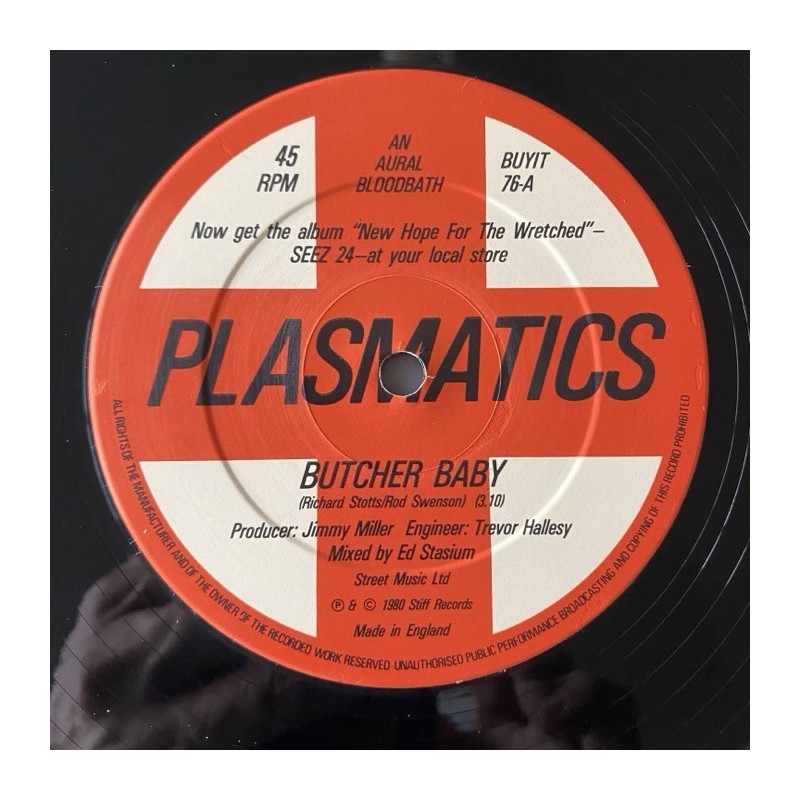 45
RPM
AN
AURAL
BLOODBATH
BUYIT
76-A
Now get the album "New Hope For The Wretched"–
SEEZ 24–at your local store
PLASMATICS
BUTCHER BABY
(Richard Stotts/Rod Swenson) (3.10)
Producer: Jimmy Miller Engineer: Trevor Hallesy
Mixed by Ed Stasium
Street Music Ltd
℗ & © 1980 Stiff Records
Made in England
ALL RIGHTS OF THE MANUFACTURER AND OF THE OWNER OF THE RECORDED WORK RESERVED UNAUTHORISED PUBLIC PERFORMANCE BROADCASTING AND COPYING OF THIS RECORD PROHIBITED